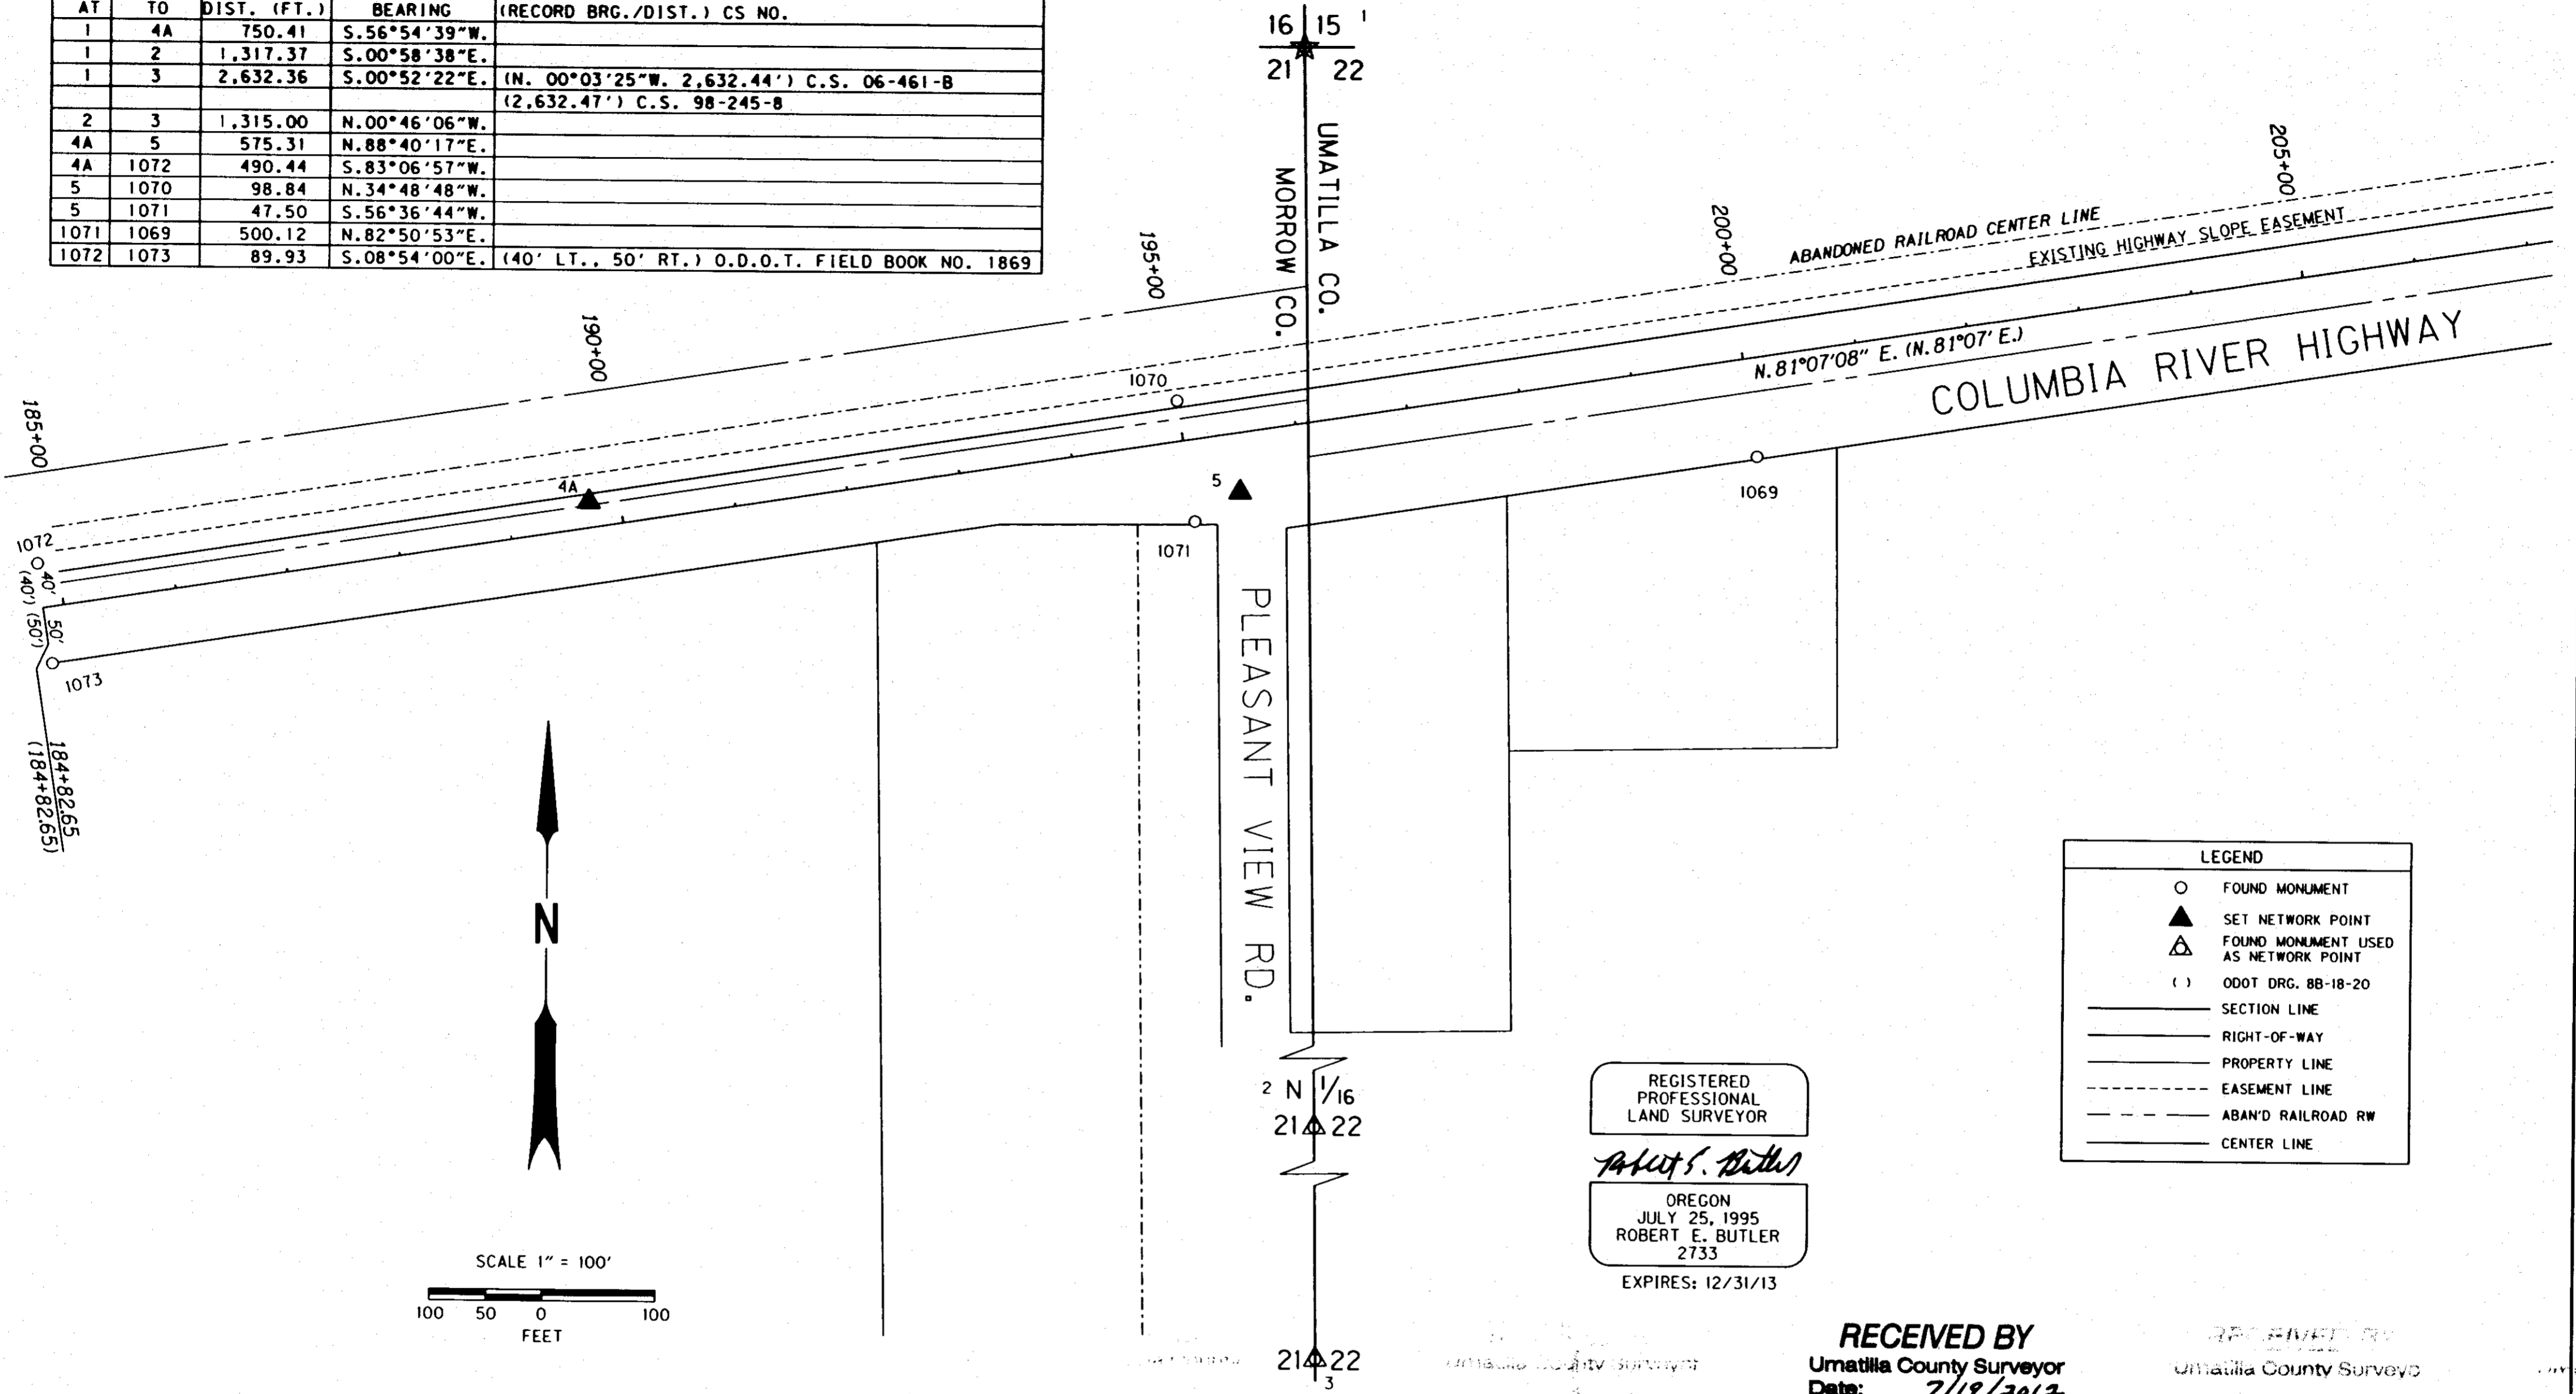 AT TO DIST. (FT.) BEARING (RECORD BRG./DIST.) CS NO.
1 4A 750.41 S.56°54'39"W.
1 2 1,317.37 S.00°58'38"E.
1 3 2,632.36 S.00°52'22"E. (N. 00°03'25"W. 2,632.44') C.S. 06-461-B
(2,632.47') C.S. 98-245-8
2 3 1,315.00 N.00°46'06"W.
4A 5 575.31 N.88°40'17"E.
4A 1072 490.44 S.83°06'57"W.
5 1070 98.84 N.34°48'48"W.
5 1071 47.50 S.56°36'44"W.
1071 1069 500.12 N.82°50'53"E.
1072 1073 89.93 S.08°54'00"E. (40' LT., 50' RT.) O.D.O.T. FIELD BOOK NO. 1869
16 15 1
21 22
UMATILLA CO.
MORROW CO.
185+00
190+00
195+00
200+00
205+00
ABANDONED RAILROAD CENTER LINE
EXISTING HIGHWAY SLOPE EASEMENT
N.81°07'08" E. (N.81°07' E.)
COLUMBIA RIVER HIGHWAY
1070
4A
5
1069
1071
1072
40' 50'
(40') (50')
1073
184+82.65
(184+82.65)
PLEASANT VIEW RD.
N
SCALE 1" = 100'
100 50 0 100
FEET
2 N 1/16
21 22
21 22
3
REGISTERED
PROFESSIONAL
LAND SURVEYOR
Robert E. Butler
OREGON
JULY 25, 1995
ROBERT E. BUTLER
2733
EXPIRES: 12/31/13
LEGEND
FOUND MONUMENT
SET NETWORK POINT
FOUND MONUMENT USED
AS NETWORK POINT
( ) ODOT DRG. 8B-18-20
SECTION LINE
RIGHT-OF-WAY
PROPERTY LINE
EASEMENT LINE
ABAN'D RAILROAD RW
CENTER LINE
RECEIVED BY
Umatilla County Surveyor
Date: 7/18/2012
RECEIVED BY
Umatilla County Surveyo